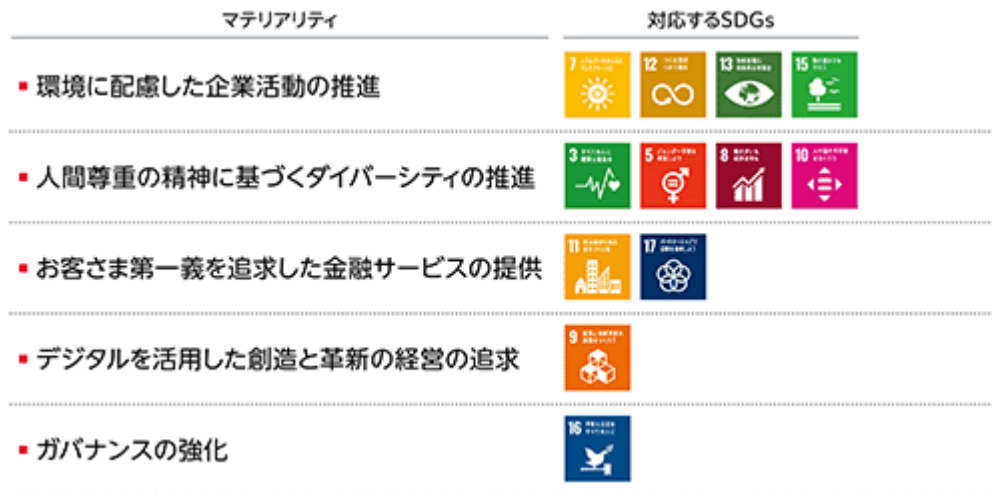 マテリアリティ 対応するSDGs
環境に配慮した企業活動の推進 7 12 13 15
人間尊重の精神に基づくダイバーシティの推進 3 5 8 10
お客さま第一義を追求した金融サービスの提供 11 17
デジタルを活用した創造と革新の経営の追求 9
ガバナンスの強化 16